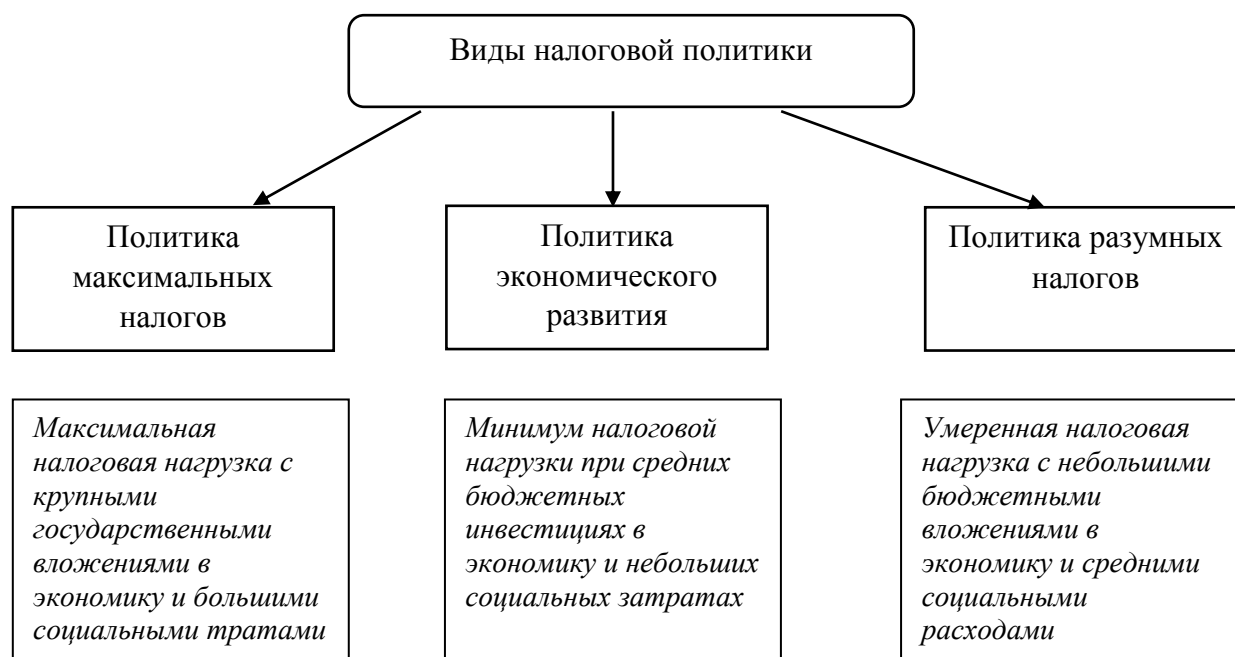 Виды налоговой политики
Политика
максимальных
налогов
Политика
экономического
развития
Политика разумных
налогов
Максимальная
налоговая нагрузка с
крупными
государственными
вложениями в
экономику и большими
социальными тратами
Минимум налоговой
нагрузки при средних
бюджетных
инвестициях в
экономику и небольших
социальных затратах
Умеренная налоговая
нагрузка с небольшими
бюджетными
вложениями в
экономику и средними
социальными
расходами